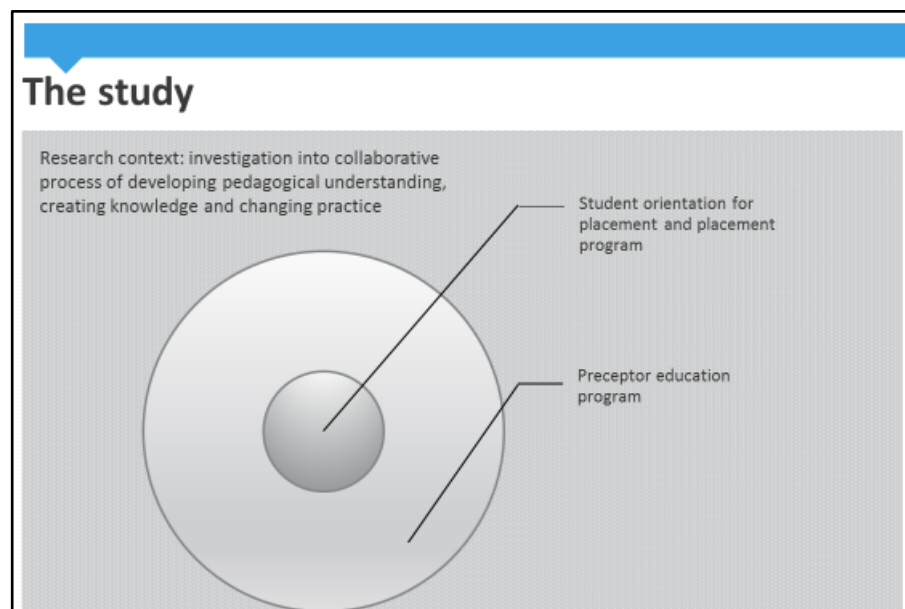 The study
Research context: investigation into collaborative
process of developing pedagogical understanding,
creating knowledge and changing practice
Student orientation for
placement and placement
program
Preceptor education
program